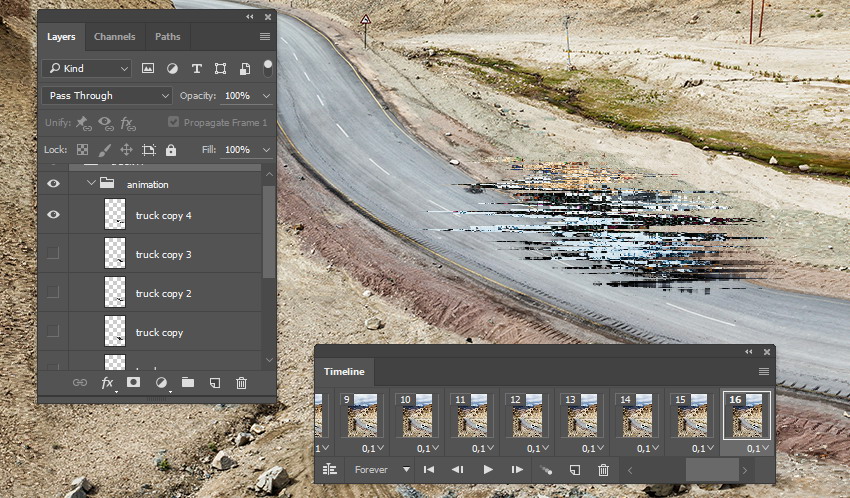 Layers
Channels
Paths
Kind
Pass Through
Opacity: 100%
Unify:
Propagate Frame 1
Lock:
Fill: 100%
animation
truck copy 4
truck copy 3
truck copy 2
truck copy
fx
Timeline
9 10 11 12 13 14 15 16
0,1 0,1 0,1 0,1 0,1 0,1 0,1 0,1
Forever